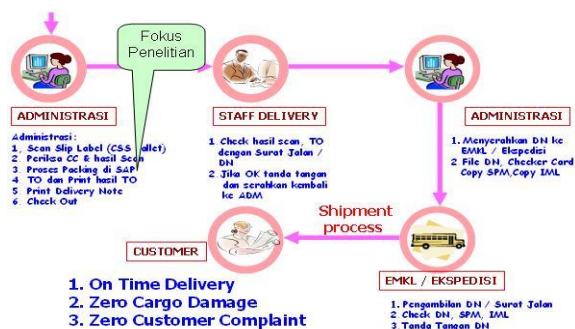 Fokus
Penelitian
ADMINISTRASI
Administrasi:
1. Scan Slip Label (CSS Pallet)
2. Periksa CC & hasil Scan
3. Proses Packing di SAP
4 TO dan Print hasil TO
5 Print Delivery Note
6. Check Out
STAFF DELIVERY
1. Check hasil scan, TO
dengan Surat Jalan /
DN
2. Jika OK tanda tangan
dan serahkan kembali
ke ADM
ADMINISTRASI
1. Menyerahkan DN ke
EMKL / Ekspedisi
2. File DN, Checker Card
Copy SPM,Copy IML
Shipment
process
CUSTOMER
EMKL / EKSPEDISI
1. Pengambilan DN / Surat Jalan
2 Check DN, SPM, IML
3 Tanda Tangan DN
1. On Time Delivery
2. Zero Cargo Damage
3. Zero Customer Complaint